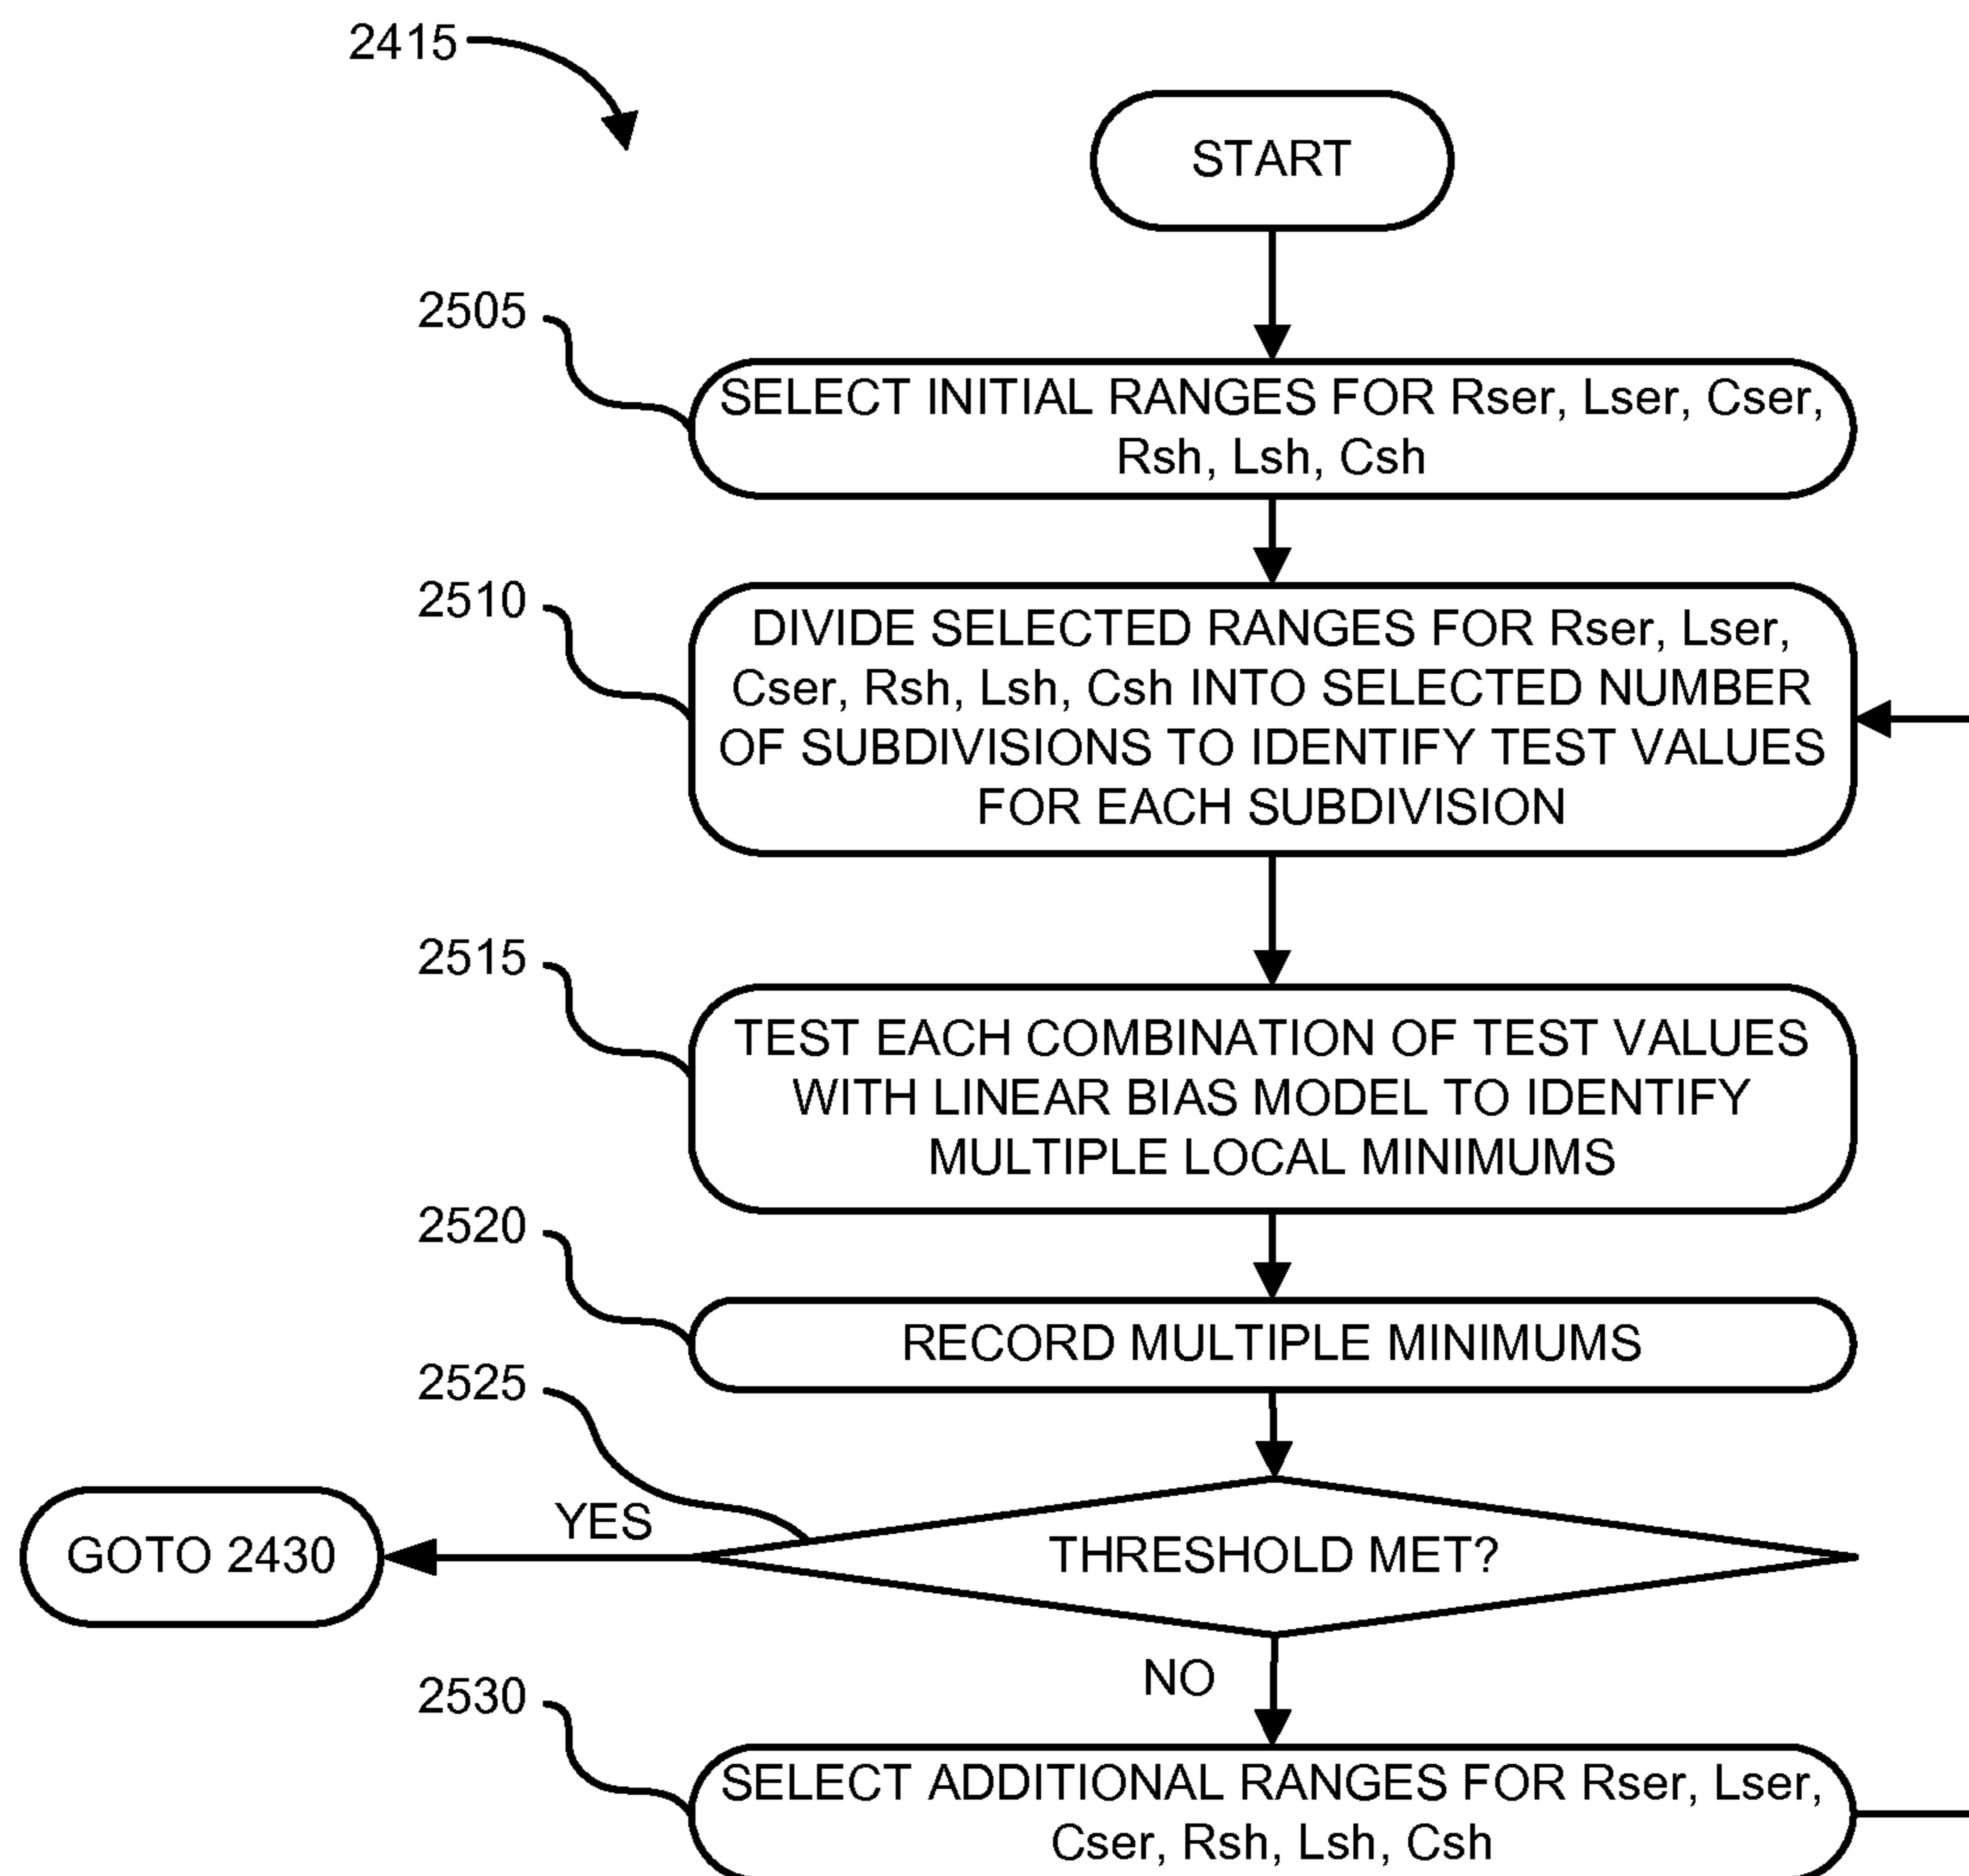 2415
START
2505
SELECT INITIAL RANGES FOR Rser, Lser, Cser,
Rsh, Lsh, Csh
2510
DIVIDE SELECTED RANGES FOR Rser, Lser,
Cser, Rsh, Lsh, Csh INTO SELECTED NUMBER
OF SUBDIVISIONS TO IDENTIFY TEST VALUES
FOR EACH SUBDIVISION
2515
TEST EACH COMBINATION OF TEST VALUES
WITH LINEAR BIAS MODEL TO IDENTIFY
MULTIPLE LOCAL MINIMUMS
2520
RECORD MULTIPLE MINIMUMS
2525
YES
GOTO 2430
THRESHOLD MET?
NO
2530
SELECT ADDITIONAL RANGES FOR Rser, Lser,
Cser, Rsh, Lsh, Csh